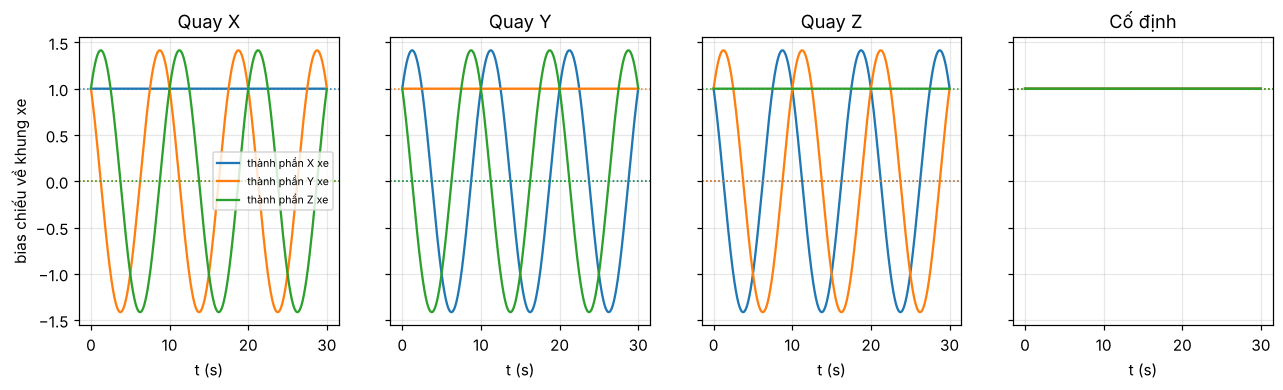 Quay X
Quay Y
Quay Z
Cố định
bias chiếu về khung xe
1.5
1.0
0.5
0.0
−0.5
−1.0
−1.5
thành phần X xe
thành phần Y xe
thành phần Z xe
0 10 20 30
0 10 20 30
0 10 20 30
0 10 20 30
t (s)
t (s)
t (s)
t (s)